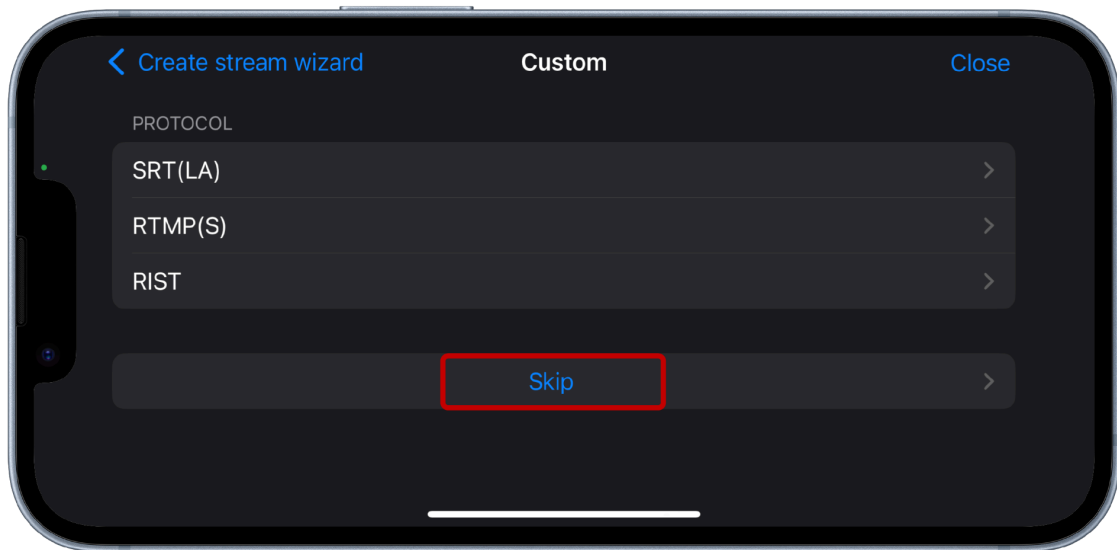 Create stream wizard Custom Close
PROTOCOL
SRT(LA)
RTMP(S)
RIST
Skip